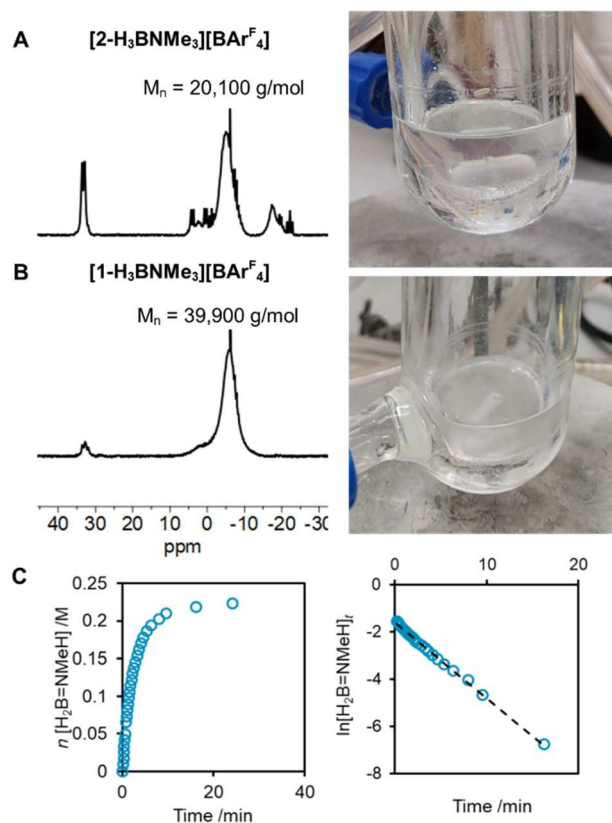 A
[2-H₃BNMe₃][BArᶠ₄]
Mₙ = 20,100 g/mol
B
[1-H₃BNMe₃][BArᶠ₄]
Mₙ = 39,900 g/mol
40 30 20 10 0 -10 -20 -30
ppm
C
n [H₂B=NMeH] /M
0.25
0.2
0.15
0.1
0.05
0
0 20 40
Time /min
0 10 20
ln[H₂B=NMeH]ₜ
0
-2
-4
-6
-8
Time /min